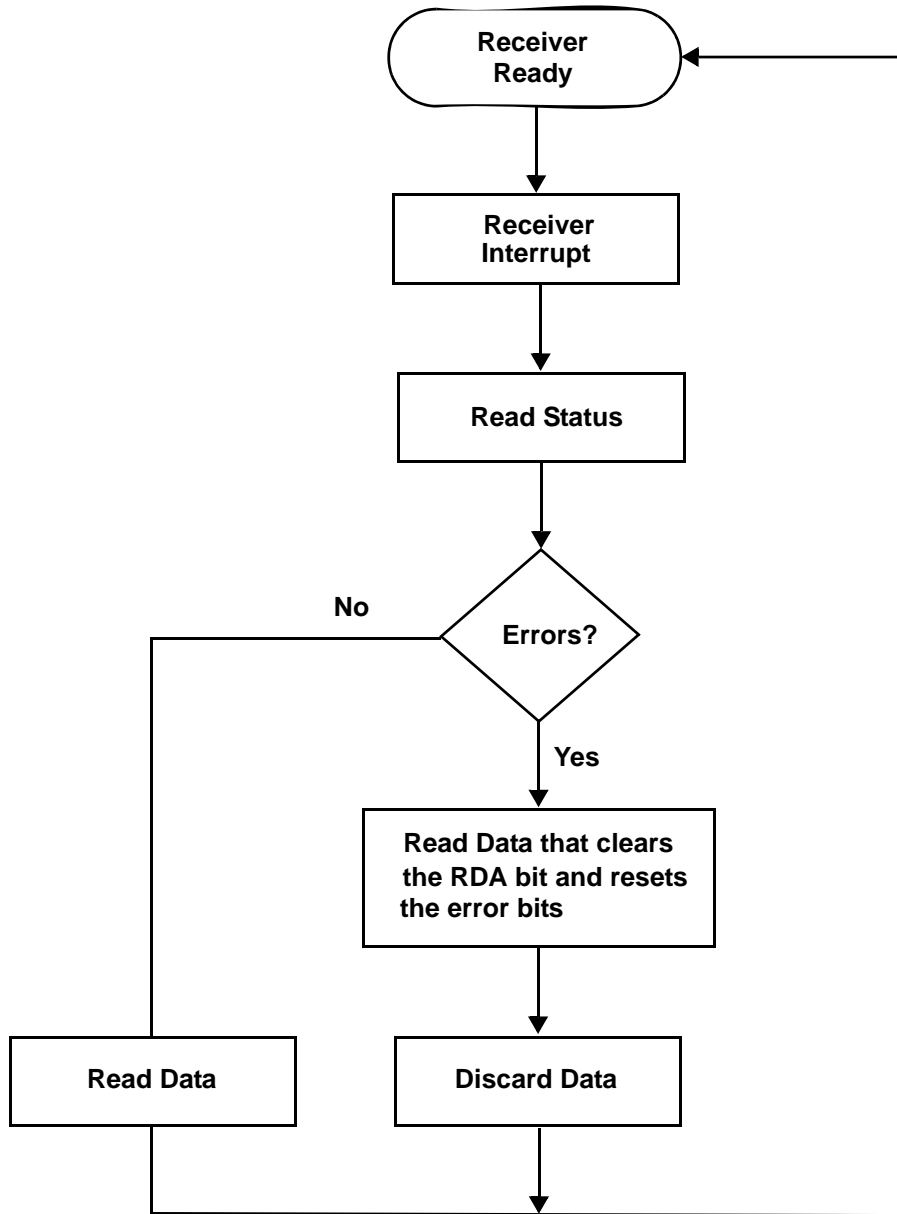 Receiver
Ready
Receiver
Interrupt
Read Status
No
Errors?
Yes
Read Data that clears
the RDA bit and resets
the error bits
Read Data
Discard Data